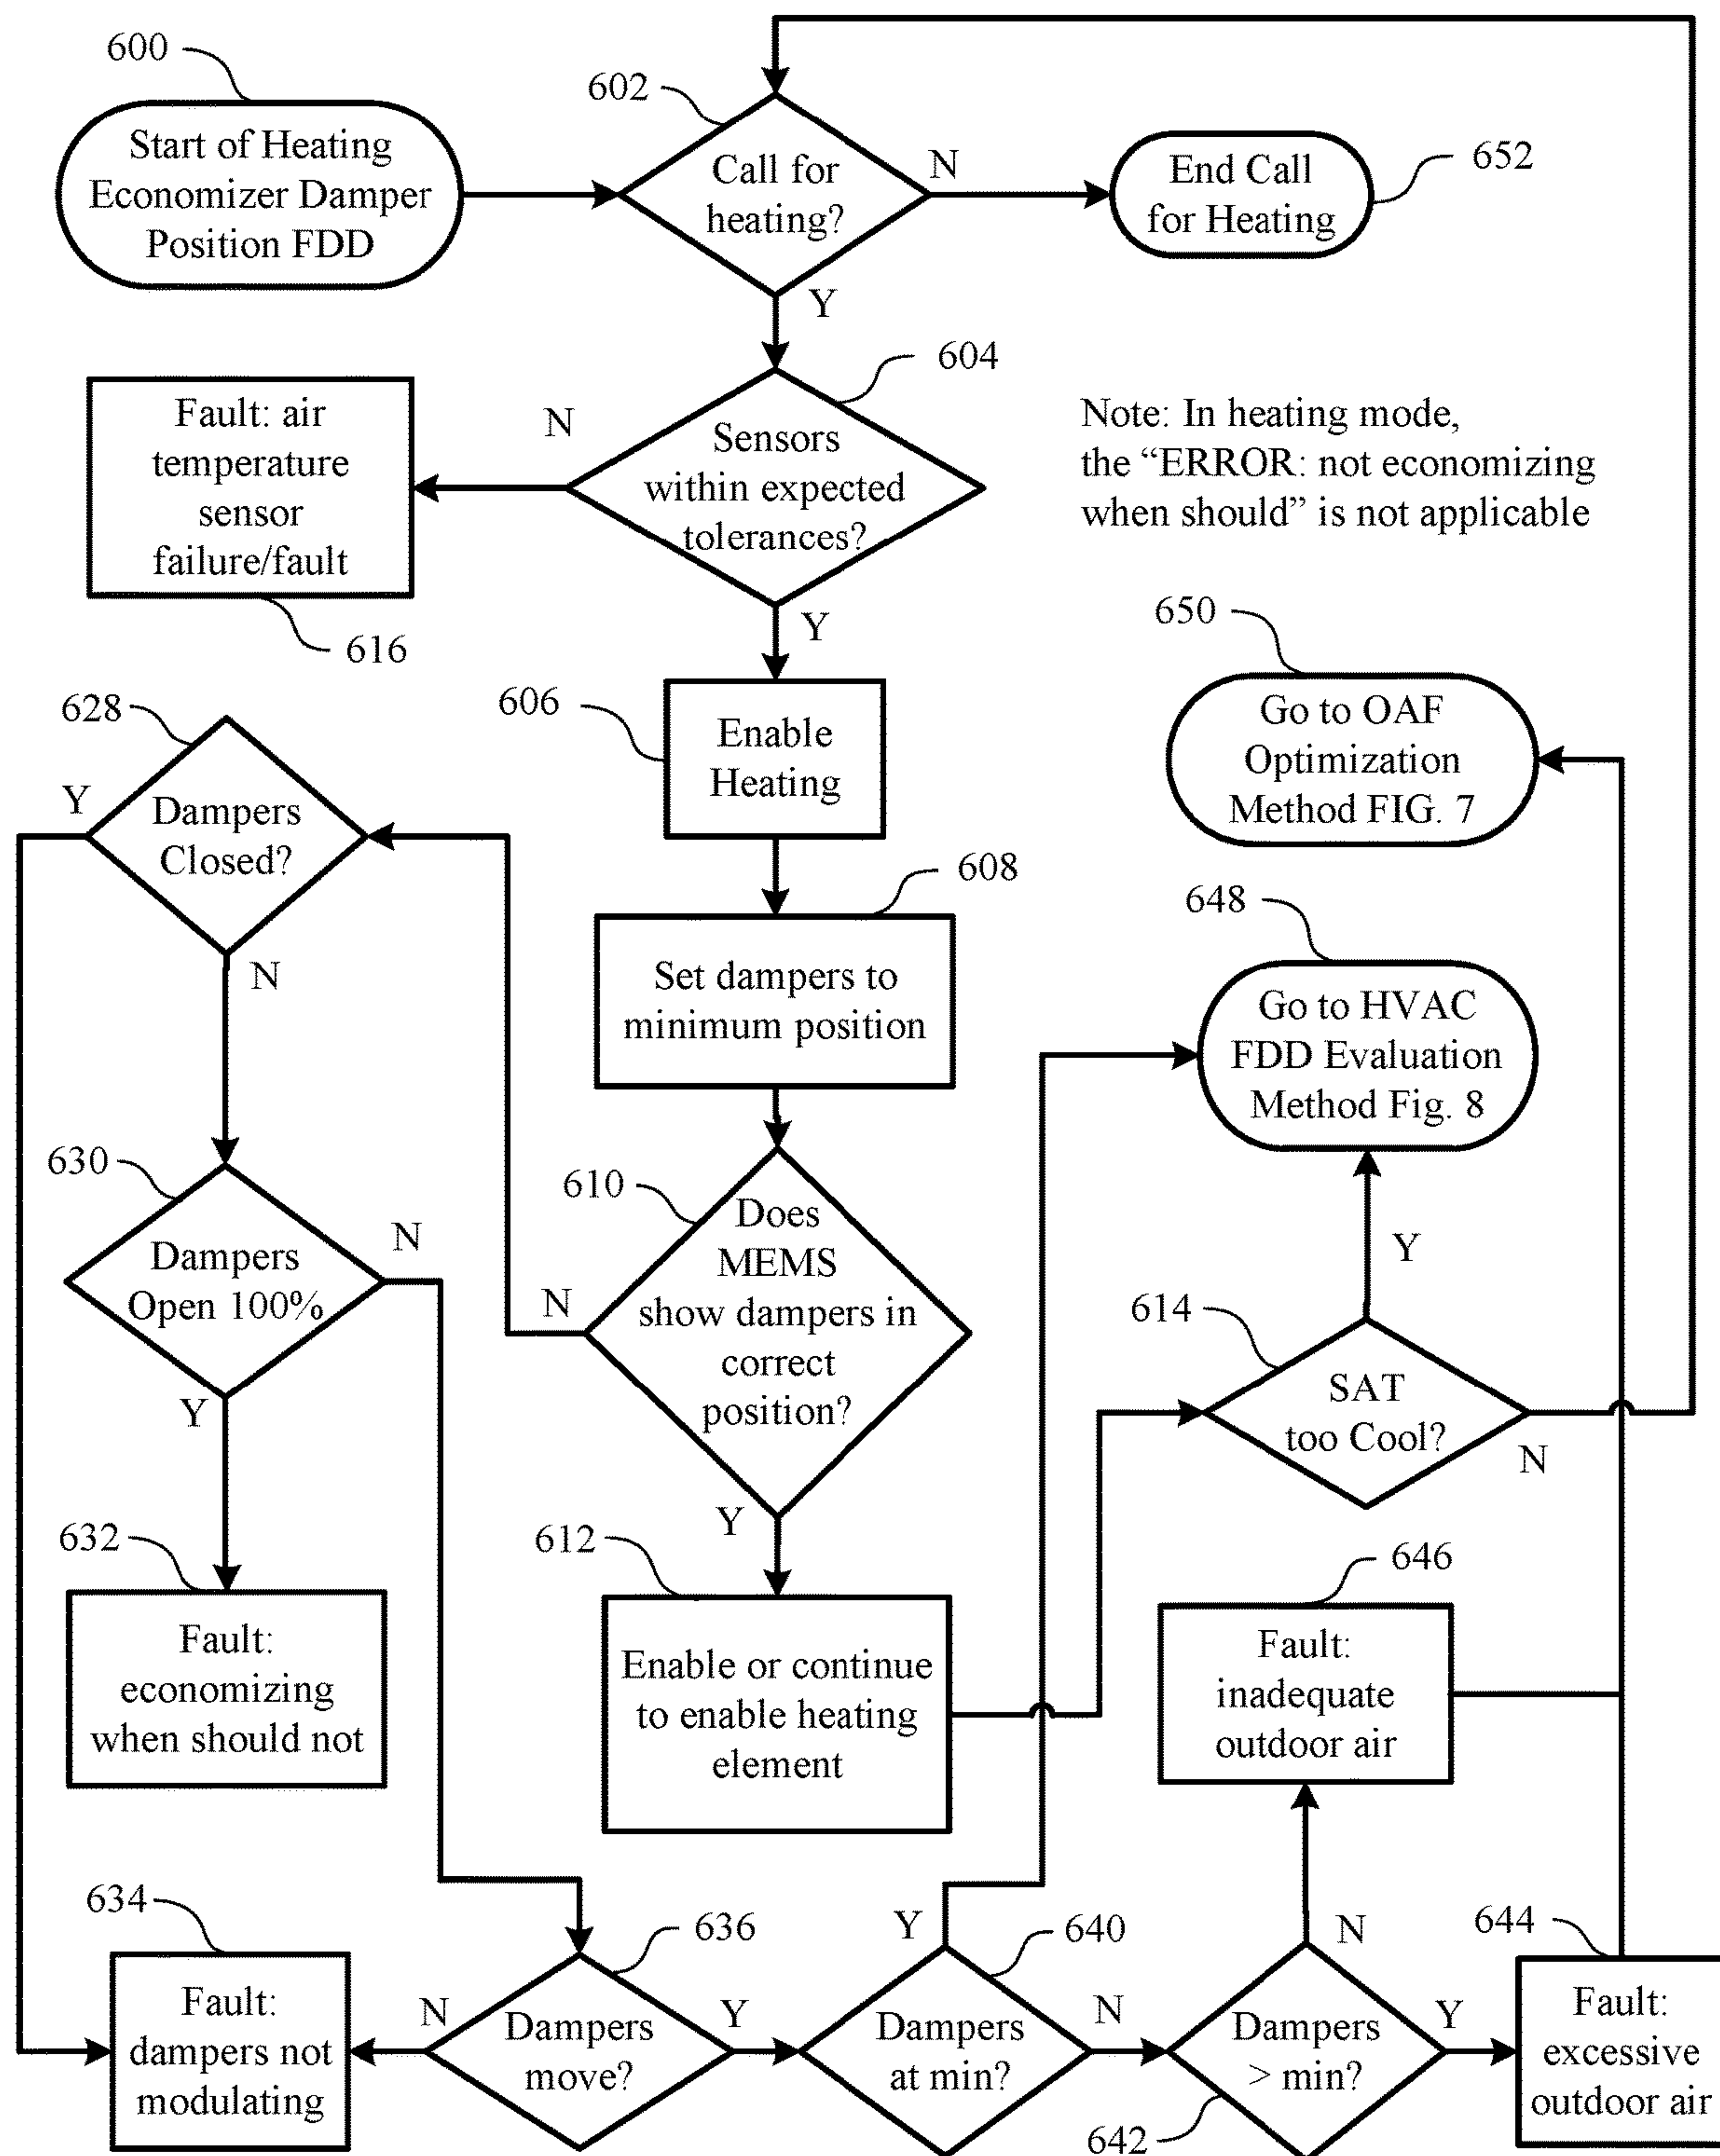 600
Start of Heating
Economizer Damper
Position FDD
602
Call for
heating?
N
Y
End Call
for Heating
652
604
Sensors
within expected
tolerances?
N
Y
Fault: air
temperature
sensor
failure/fault
616
Note: In heating mode,
the “ERROR: not economizing
when should” is not applicable
650
Go to OAF
Optimization
Method FIG. 7
606
Enable
Heating
628
Dampers
Closed?
Y
N
608
Set dampers to
minimum position
648
Go to HVAC
FDD Evaluation
Method Fig. 8
630
Dampers
Open 100%
N
Y
610
Does
MEMS
show dampers in
correct
position?
N
Y
614
SAT
too Cool?
Y
N
632
Fault:
economizing
when should not
612
Enable or continue
to enable heating
element
646
Fault:
inadequate
outdoor air
634
Fault:
dampers not
modulating
636
Dampers
move?
N
Y
640
Dampers
at min?
Y
N
642
Dampers
> min?
N
Y
644
Fault:
excessive
outdoor air